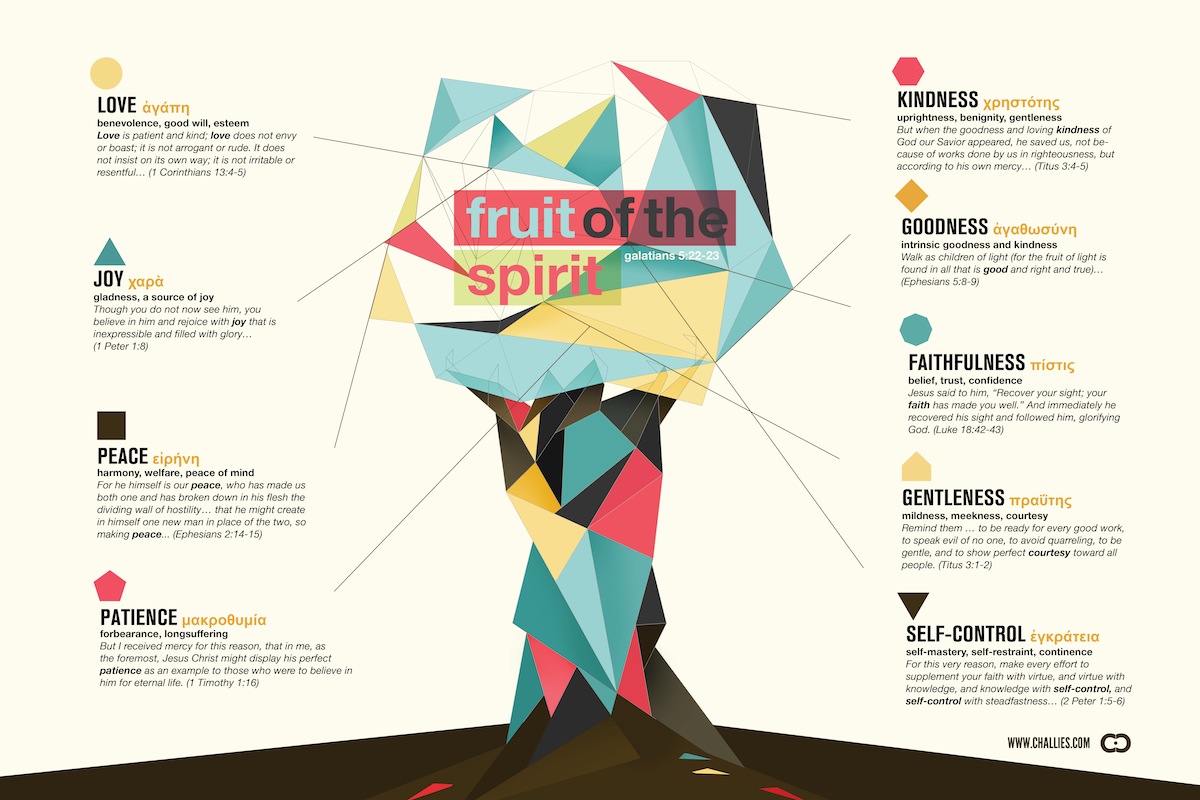 fruit of the
spirit
galatians 5:22-23
LOVE ἀγάπη
benevolence, good will, esteem
Love is patient and kind; love does not envy
or boast; it is not arrogant or rude. It does
not insist on its own way; it is not irritable or
resentful… (1 Corinthians 13:4-5)
JOY χαρὰ
gladness, a source of joy
Though you do not now see him, you
believe in him and rejoice with joy that is
inexpressible and filled with glory…
(1 Peter 1:8)
PEACE εἰρήνη
harmony, welfare, peace of mind
For he himself is our peace, who has made us
both one and has broken down in his flesh the
dividing wall of hostility… that he might create
in himself one new man in place of the two, so
making peace... (Ephesians 2:14-15)
PATIENCE μακροθυμία
forbearance, longsuffering
But I received mercy for this reason, that in me, as
the foremost, Jesus Christ might display his perfect
patience as an example to those who were to believe in
him for eternal life. (1 Timothy 1:16)
KINDNESS χρηστότης
uprightness, benignity, gentleness
But when the goodness and loving kindness of
God our Savior appeared, he saved us, not be-
cause of works done by us in righteousness, but
according to his own mercy… (Titus 3:4-5)
GOODNESS ἀγαθωσύνη
intrinsic goodness and kindness
Walk as children of light (for the fruit of light is
found in all that is good and right and true)…
(Ephesians 5:8-9)
FAITHFULNESS πίστις
belief, trust, confidence
Jesus said to him, “Recover your sight; your
faith has made you well.” And immediately he
recovered his sight and followed him, glorifying
God. (Luke 18:42-43)
GENTLENESS πραΰτης
mildness, meekness, courtesy
Remind them … to be ready for every good work,
to speak evil of no one, to avoid quarreling, to be
gentle, and to show perfect courtesy toward all
people. (Titus 3:1-2)
SELF-CONTROL ἐγκράτεια
self-mastery, self-restraint, continence
For this very reason, make every effort to
supplement your faith with virtue, and virtue with
knowledge, and knowledge with self-control, and
self-control with steadfastness… (2 Peter 1:5-6)
WWW.CHALLIES.COM